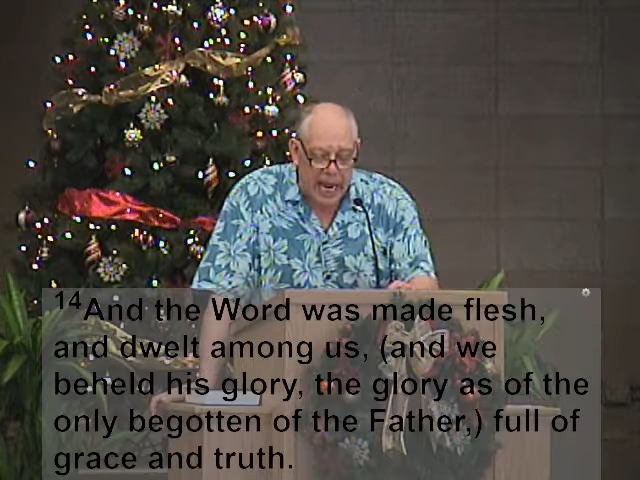 14And the Word was made flesh,
and dwelt among us, (and we
beheld his glory, the glory as of the
only begotten of the Father,) full of
grace and truth.